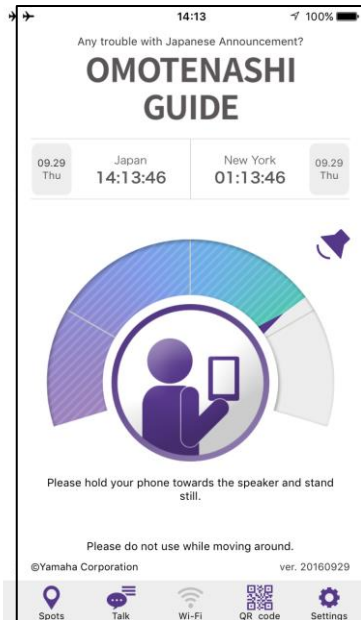 14:13
100%
Any trouble with Japanese Announcement?
OMOTENASHI
GUIDE
09.29
Thu
Japan
14:13:46
New York
01:13:46
09.29
Thu
Please hold your phone towards the speaker and stand
still.
Please do not use while moving around.
©Yamaha Corporation
ver. 20160929
Spots
Talk
Wi-Fi
QR code
Settings